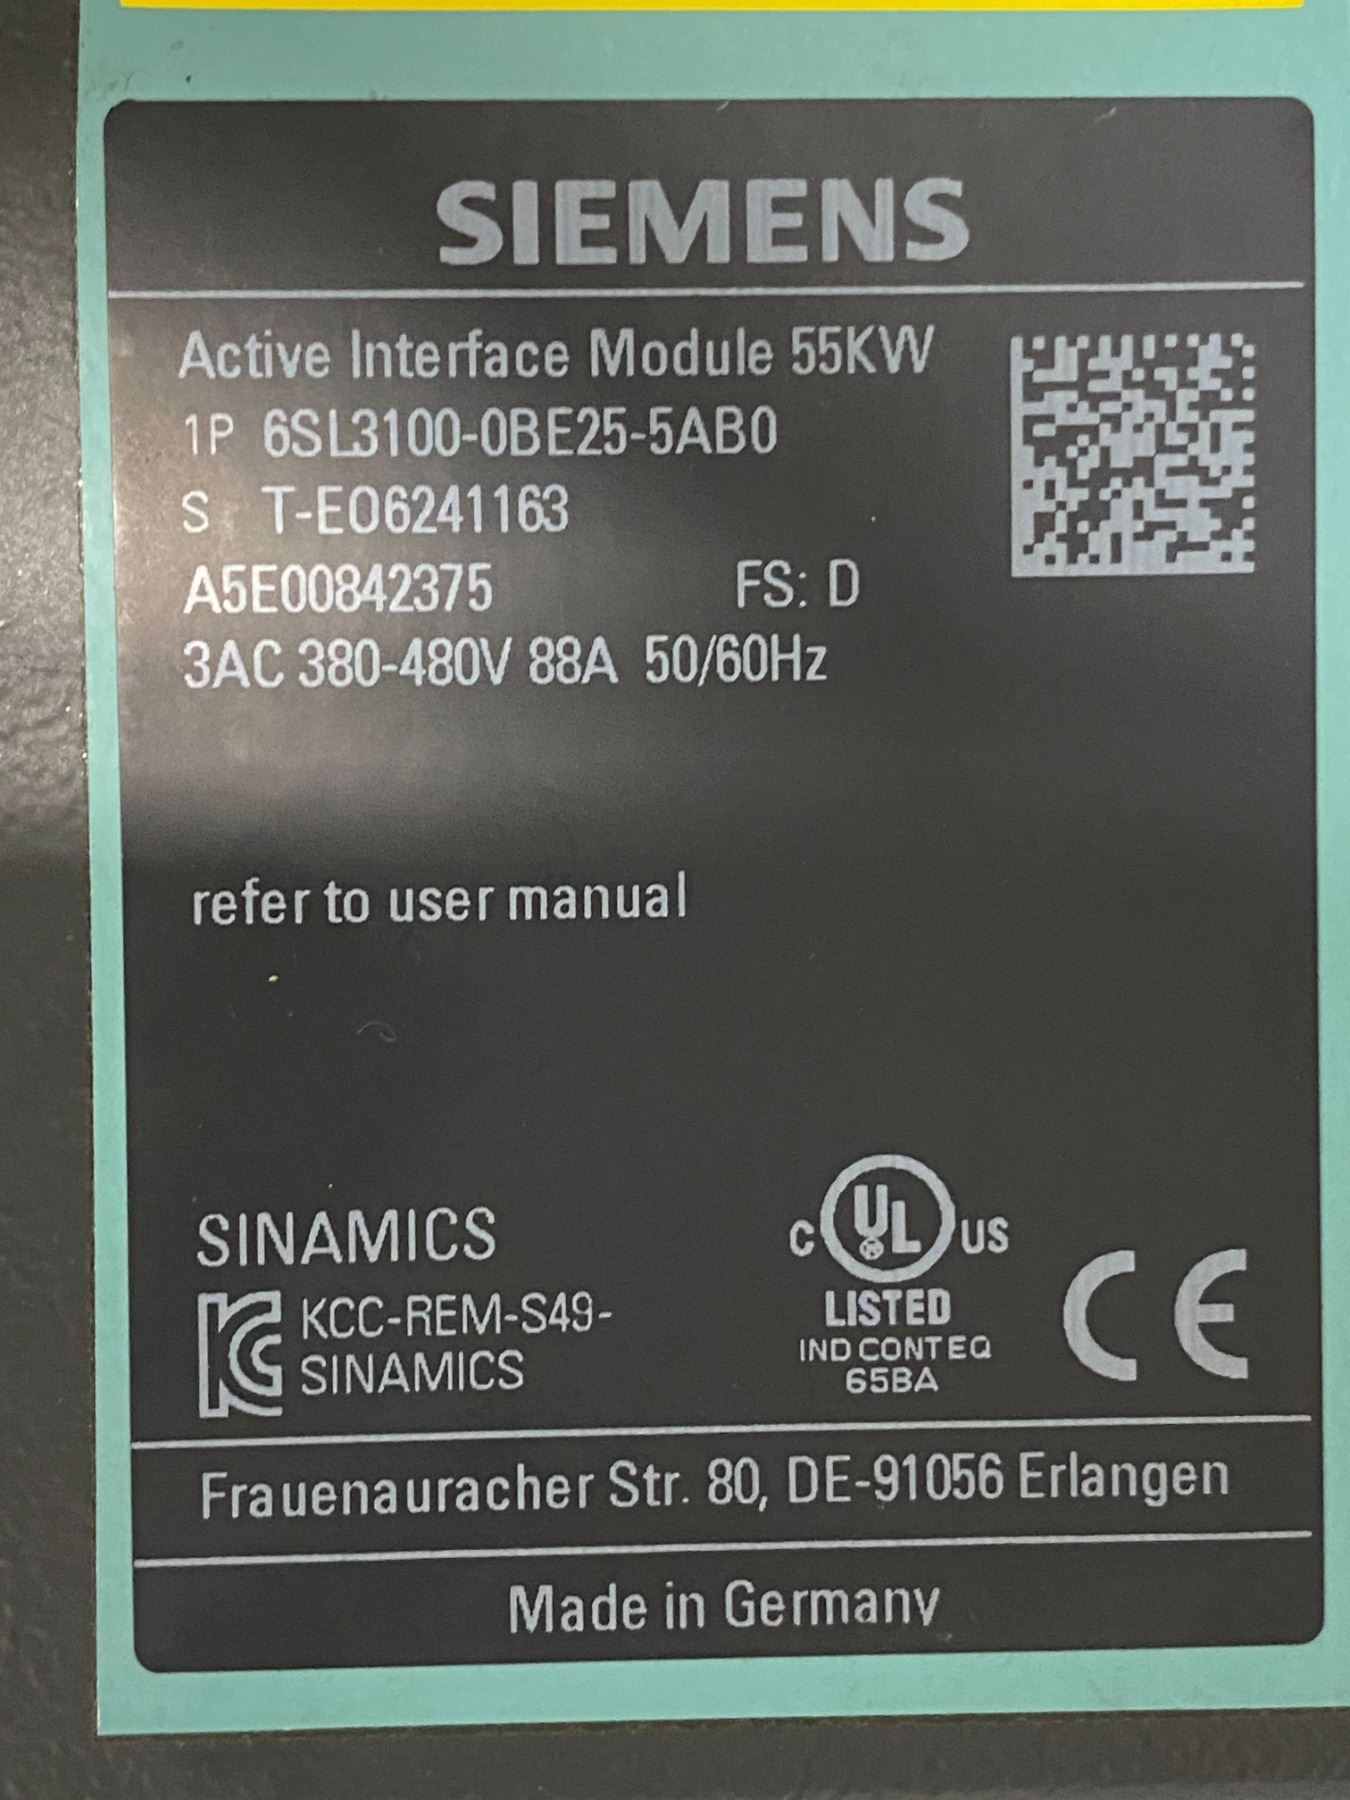 SIEMENS
Active Interface Module 55KW
1P 6SL3100-0BE25-5AB0
S T-EO6241163
A5E00842375 FS: D
3AC 380-480V 88A 50/60Hz
refer to user manual
SINAMICS
KCC-REM-S49-
SINAMICS
C UL US
LISTED
IND CONT EQ
65BA
CE
Frauenauracher Str. 80, DE-91056 Erlangen
Made in Germany